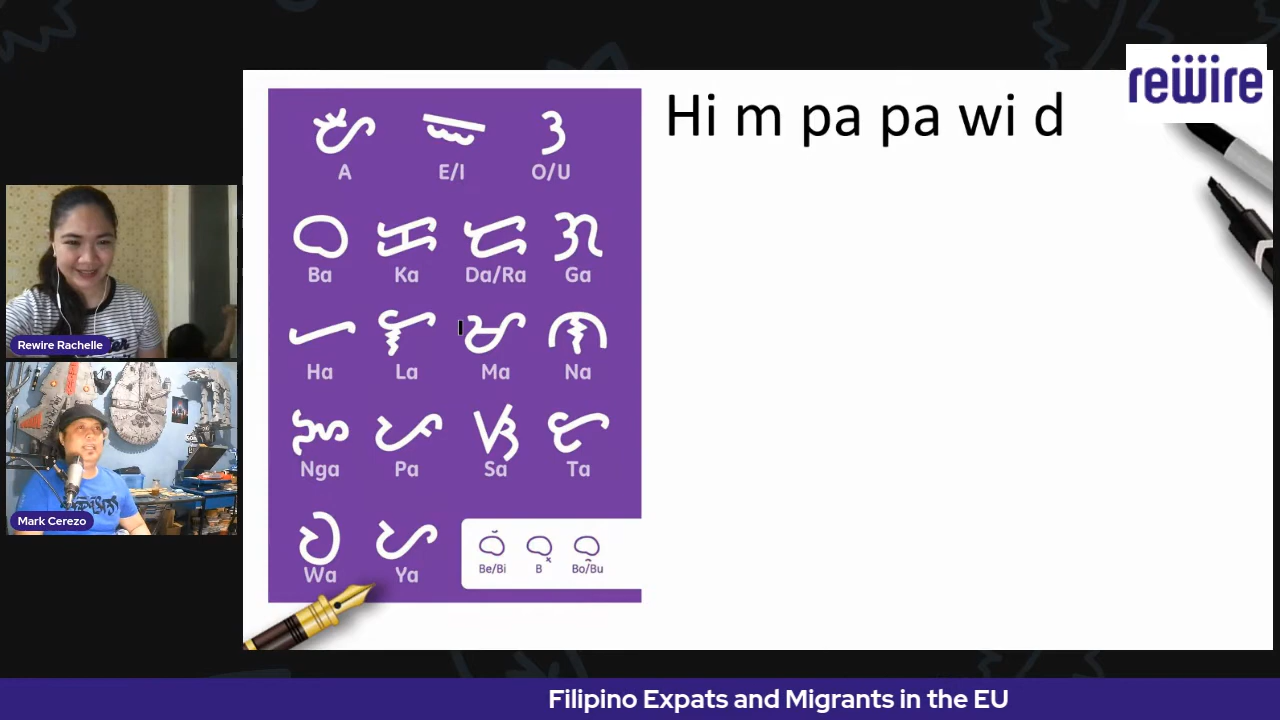 rewire
Hi m pa pa wi d
ᜀ ᜁ ᜂ
A E/I O/U
ᜊ ᜃ ᜇ ᜄ
Ba Ka Da/Ra Ga
ᜑ ᜎ ᜋ ᜈ
Ha La Ma Na
ᜅ ᜉ ᜐ ᜆ
Nga Pa Sa Ta
ᜏ ᜌ
Wa Ya
ᜊᜒ ᜊ᜔ ᜊᜓ
Be/Bi B Bo/Bu
Rewire Rachelle
Mark Cerezo
Filipino Expats and Migrants in the EU